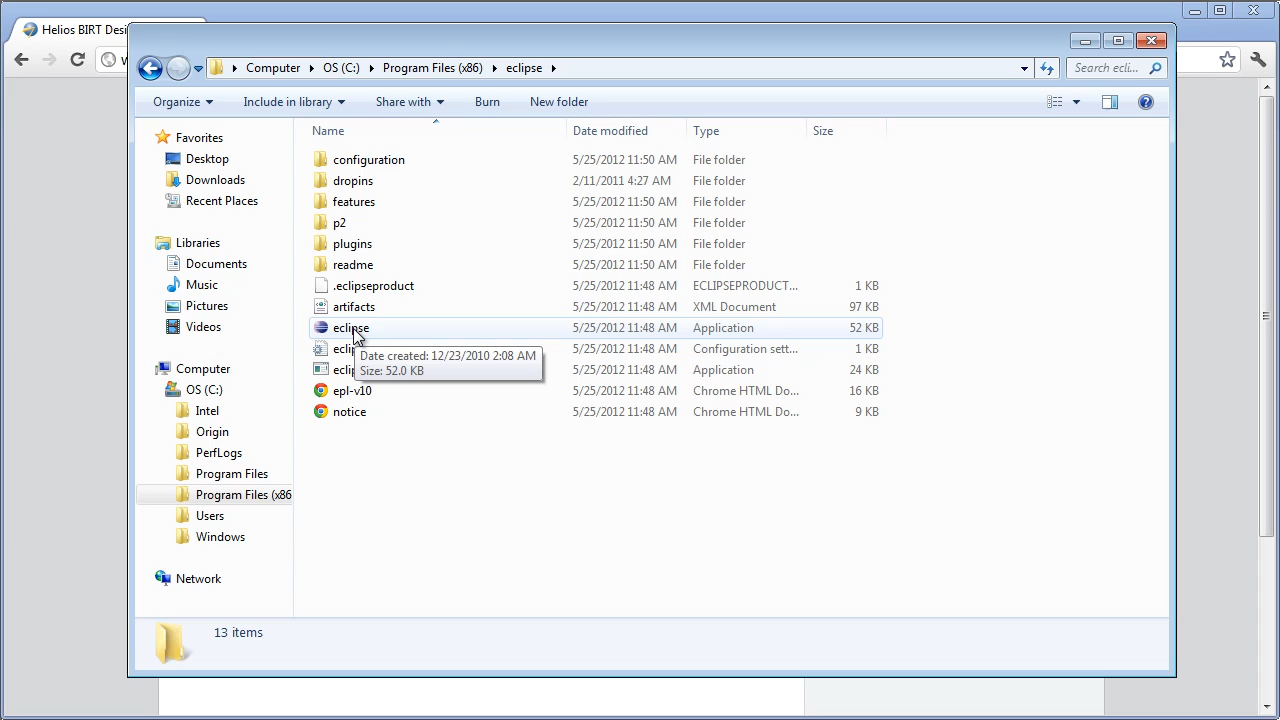 Helios BIRT Desi
Computer OS (C:) Program Files (x86) eclipse
Search ecli...
Organize Include in library Share with Burn New folder
Name Date modified Type Size
Favorites
Desktop
Downloads
Recent Places
Libraries
Documents
Music
Pictures
Videos
Computer
OS (C:)
Intel
Origin
PerfLogs
Program Files
Program Files (x86
Users
Windows
Network
configuration 5/25/2012 11:50 AM File folder
dropins 2/11/2011 4:27 AM File folder
features 5/25/2012 11:50 AM File folder
p2 5/25/2012 11:50 AM File folder
plugins 5/25/2012 11:50 AM File folder
readme 5/25/2012 11:50 AM File folder
.eclipseproduct 5/25/2012 11:48 AM ECLIPSEPRODUCT... 1 KB
artifacts 5/25/2012 11:48 AM XML Document 97 KB
eclipse 5/25/2012 11:48 AM Application 52 KB
eclip 5/25/2012 11:48 AM Configuration sett... 1 KB
eclip 5/25/2012 11:48 AM Application 24 KB
epl-v10 5/25/2012 11:48 AM Chrome HTML Do... 16 KB
notice 5/25/2012 11:48 AM Chrome HTML Do... 9 KB
Date created: 12/23/2010 2:08 AM
Size: 52.0 KB
13 items